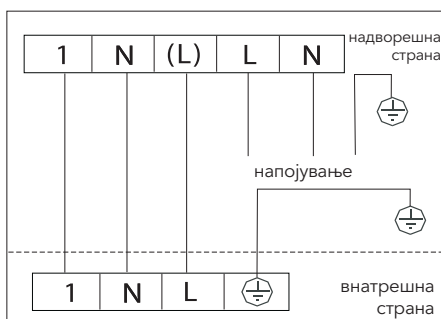 1 N (L) L N
надворешна
страна
напојување
1 N L
внатрешна
страна